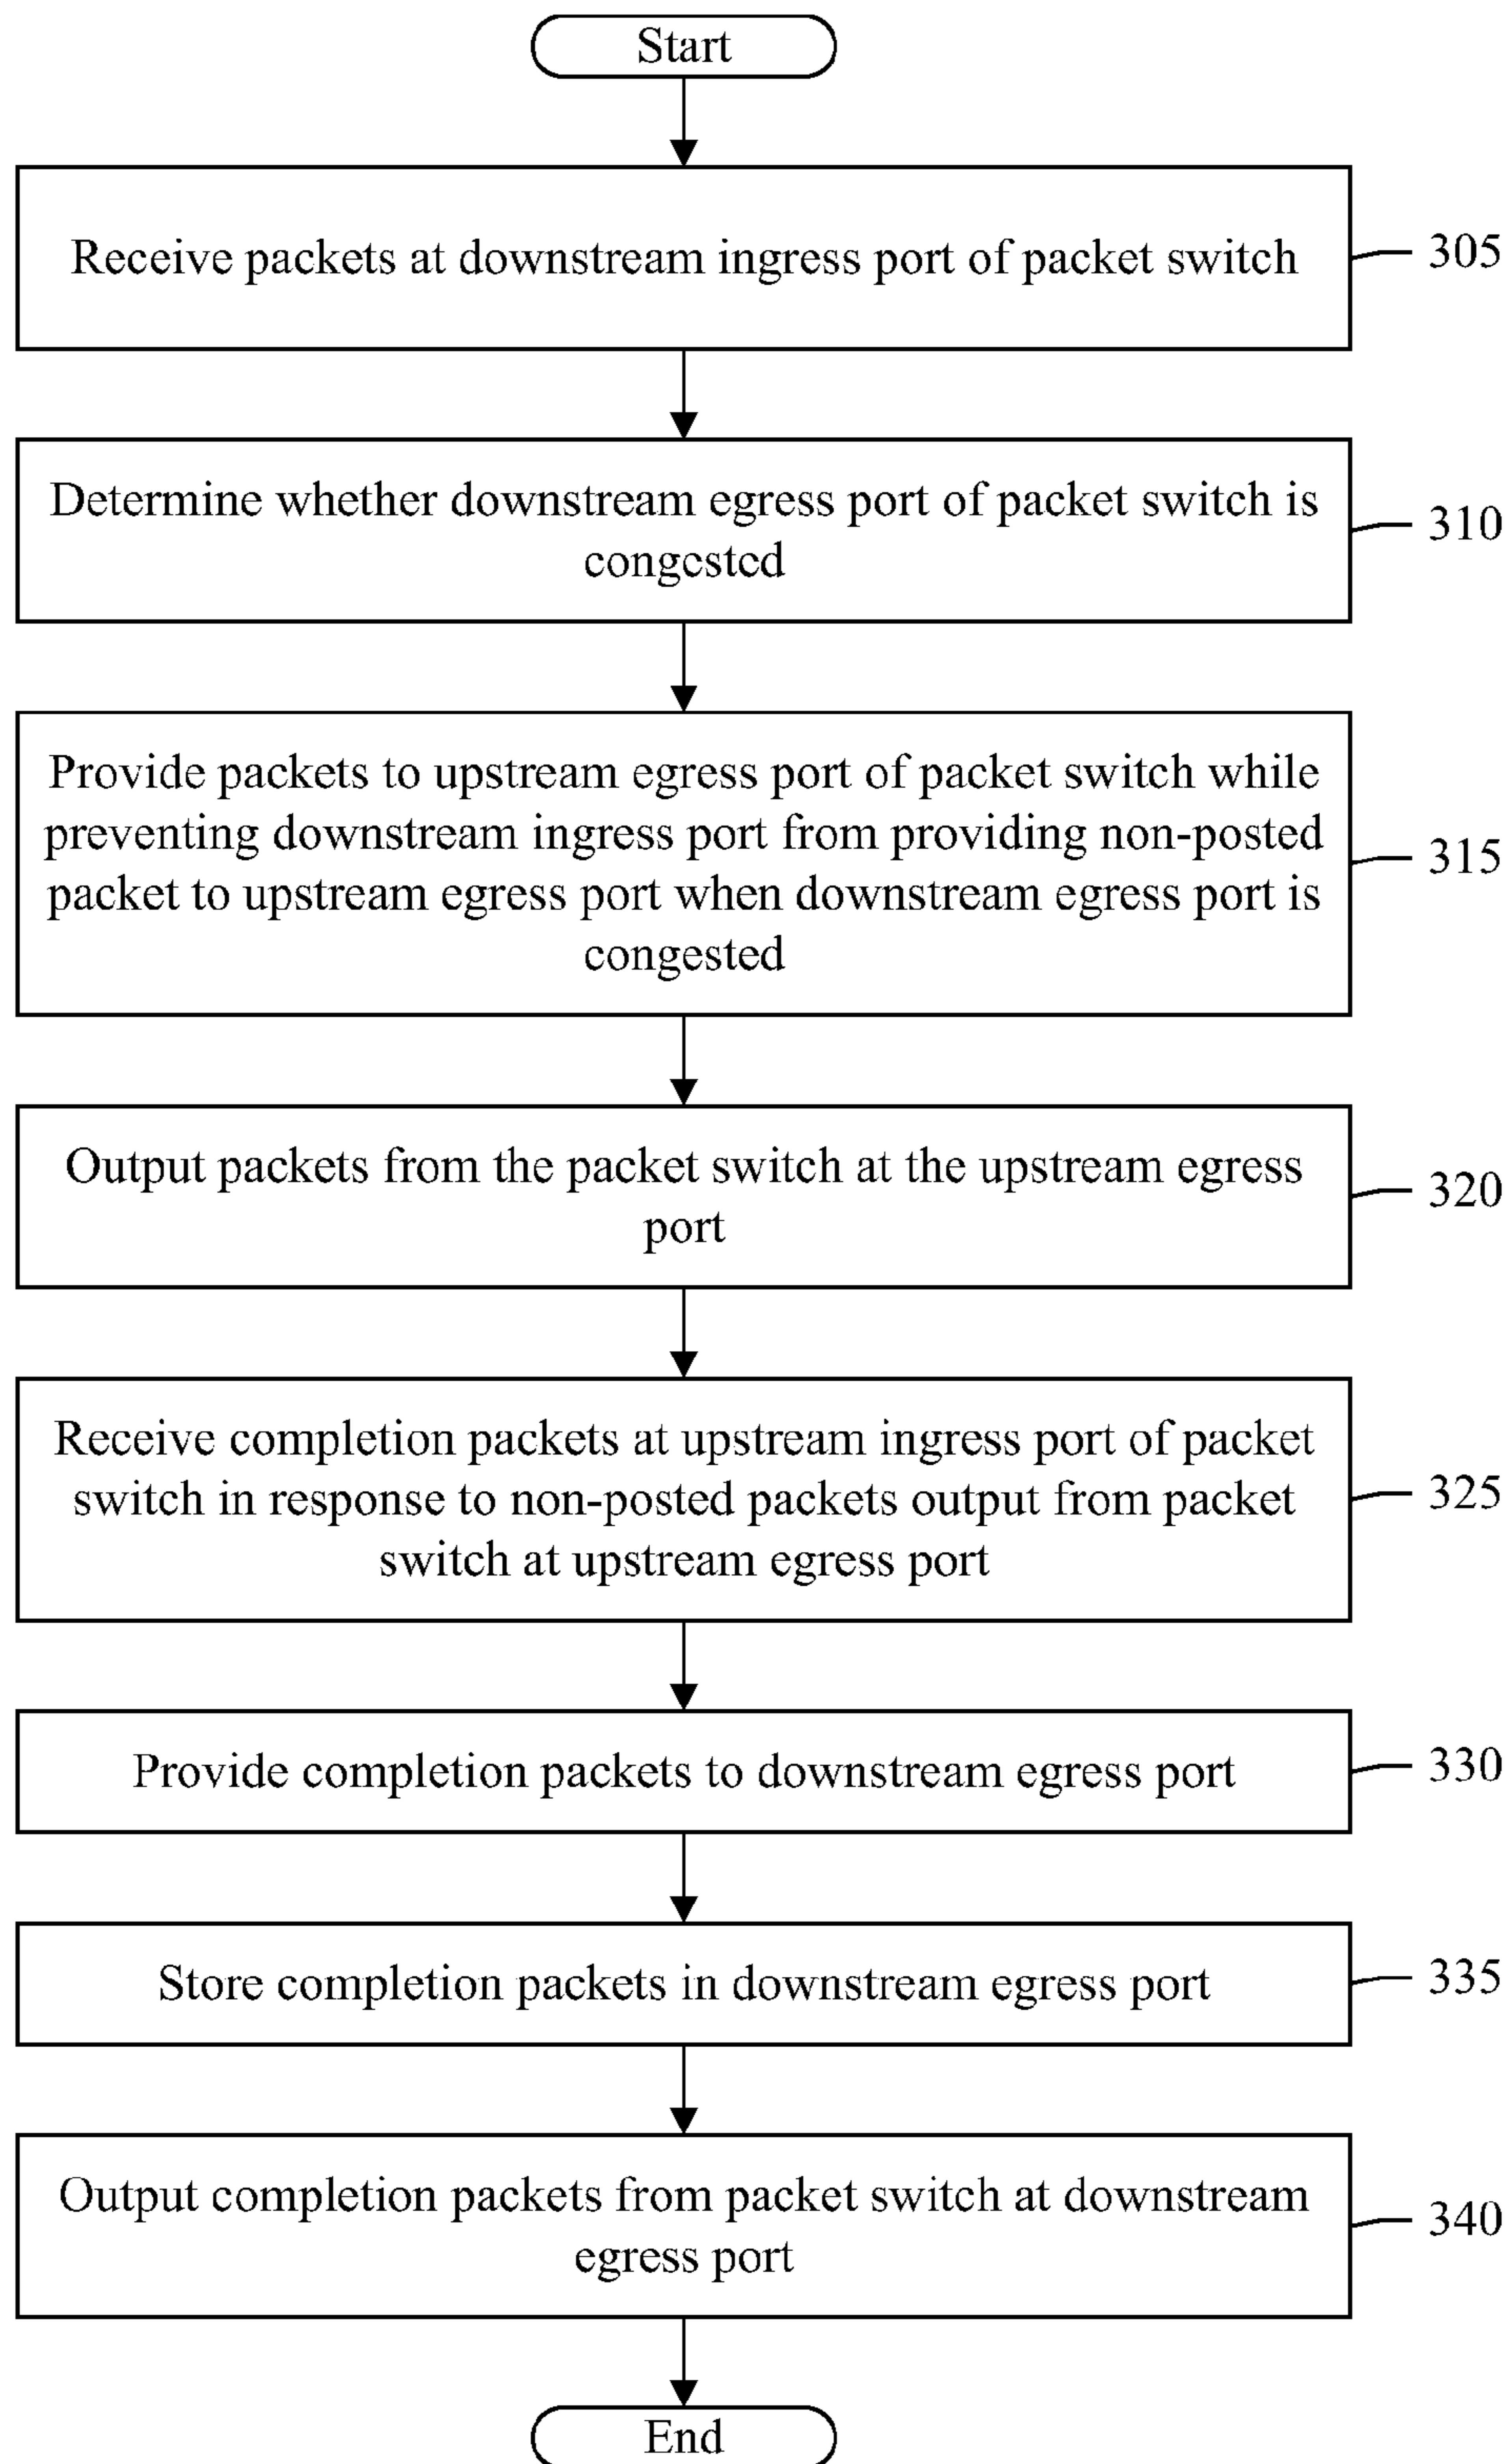 Start
Receive packets at downstream ingress port of packet switch
305
Determine whether downstream egress port of packet switch is
congested
310
Provide packets to upstream egress port of packet switch while
preventing downstream ingress port from providing non-posted
packet to upstream egress port when downstream egress port is
congested
315
Output packets from the packet switch at the upstream egress
port
320
Receive completion packets at upstream ingress port of packet
switch in response to non-posted packets output from packet
switch at upstream egress port
325
Provide completion packets to downstream egress port
330
Store completion packets in downstream egress port
335
Output completion packets from packet switch at downstream
egress port
340
End